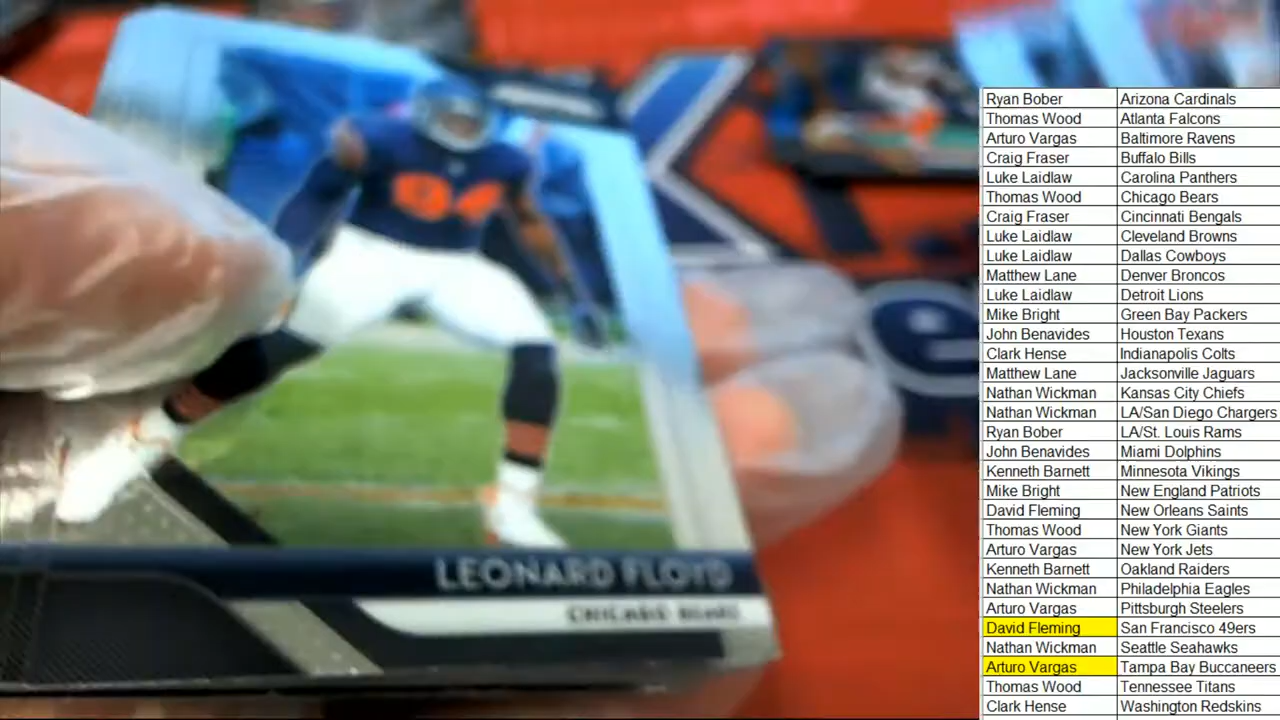 94
LEONARD FLOYD
CHICAGO BEARS
Ryan Bober Arizona Cardinals
Thomas Wood Atlanta Falcons
Arturo Vargas Baltimore Ravens
Craig Fraser Buffalo Bills
Luke Laidlaw Carolina Panthers
Thomas Wood Chicago Bears
Craig Fraser Cincinnati Bengals
Luke Laidlaw Cleveland Browns
Luke Laidlaw Dallas Cowboys
Matthew Lane Denver Broncos
Luke Laidlaw Detroit Lions
Mike Bright Green Bay Packers
John Benavides Houston Texans
Clark Hense Indianapolis Colts
Matthew Lane Jacksonville Jaguars
Nathan Wickman Kansas City Chiefs
Nathan Wickman LA/San Diego Chargers
Ryan Bober LA/St. Louis Rams
John Benavides Miami Dolphins
Kenneth Barnett Minnesota Vikings
Mike Bright New England Patriots
David Fleming New Orleans Saints
Thomas Wood New York Giants
Arturo Vargas New York Jets
Kenneth Barnett Oakland Raiders
Nathan Wickman Philadelphia Eagles
Arturo Vargas Pittsburgh Steelers
David Fleming San Francisco 49ers
Nathan Wickman Seattle Seahawks
Arturo Vargas Tampa Bay Buccaneers
Thomas Wood Tennessee Titans
Clark Hense Washington Redskins